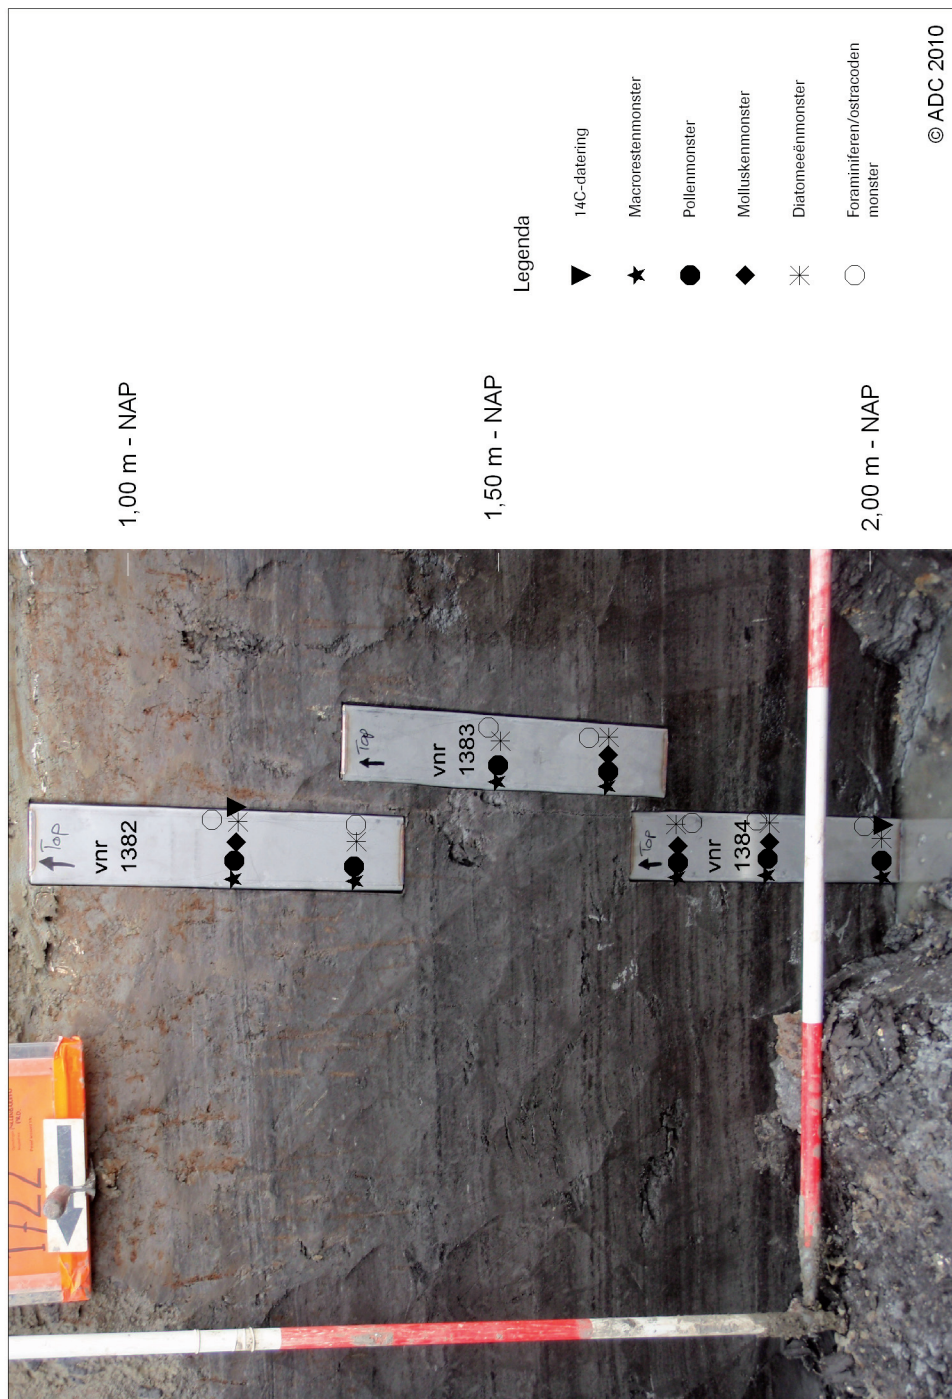 1,00 m - NAP
1,50 m - NAP
2,00 m - NAP
Legenda
14C-datering
Macrorestenmonster
Pollenmonster
Molluskenmonster
Diatomeeënmonster
Foraminiferen/ostracoden
monster
© ADC 2010
Top
vnr
1382
Top
vnr
1383
Top
vnr
1384